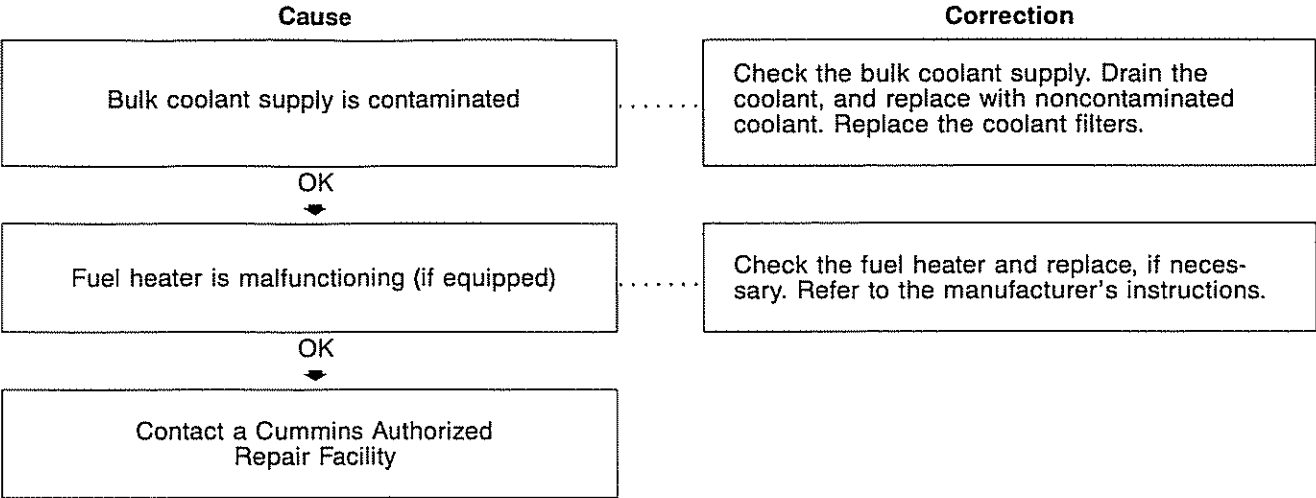 Cause
Correction
Bulk coolant supply is contaminated
Check the bulk coolant supply. Drain the
coolant, and replace with noncontaminated
coolant. Replace the coolant filters.
OK
Fuel heater is malfunctioning (if equipped)
Check the fuel heater and replace, if neces-
sary. Refer to the manufacturer's instructions.
OK
Contact a Cummins Authorized
Repair Facility